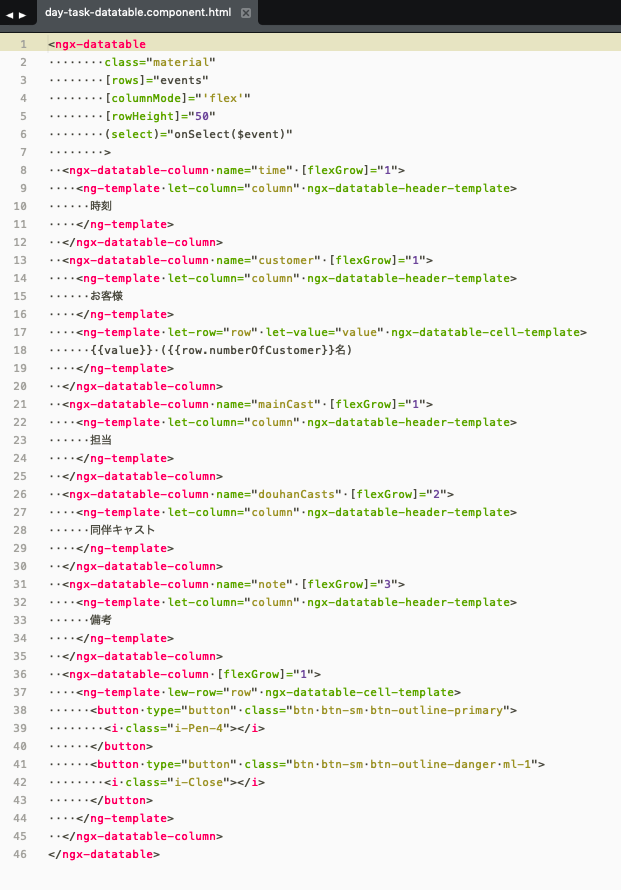 day-task-datatable.component.html
1 <ngx-datatable
2 ········class="material"
3 ········[rows]="events"
4 ········[columnMode]="'flex'"
5 ········[rowHeight]="50"
6 ········(select)="onSelect($event)"
7 ········>
8 ··<ngx-datatable-column·name="time"·[flexGrow]="1">
9 ····<ng-template·let-column="column"·ngx-datatable-header-template>
10 ······時刻
11 ····</ng-template>
12 ··</ngx-datatable-column>
13 ··<ngx-datatable-column·name="customer"·[flexGrow]="1">
14 ····<ng-template·let-column="column"·ngx-datatable-header-template>
15 ······お客様
16 ····</ng-template>
17 ····<ng-template·let-row="row"·let-value="value"·ngx-datatable-cell-template>
18 ······{{value}}·({{row.numberOfCustomer}}名)
19 ····</ng-template>
20 ··</ngx-datatable-column>
21 ··<ngx-datatable-column·name="mainCast"·[flexGrow]="1">
22 ····<ng-template·let-column="column"·ngx-datatable-header-template>
23 ······担当
24 ····</ng-template>
25 ··</ngx-datatable-column>
26 ··<ngx-datatable-column·name="douhanCasts"·[flexGrow]="2">
27 ····<ng-template·let-column="column"·ngx-datatable-header-template>
28 ······同伴キャスト
29 ····</ng-template>
30 ··</ngx-datatable-column>
31 ··<ngx-datatable-column·name="note"·[flexGrow]="3">
32 ····<ng-template·let-column="column"·ngx-datatable-header-template>
33 ······備考
34 ····</ng-template>
35 ··</ngx-datatable-column>
36 ··<ngx-datatable-column·[flexGrow]="1">
37 ····<ng-template·lew-row="row"·ngx-datatable-cell-template>
38 ······<button·type="button"·class="btn·btn-sm·btn-outline-primary">
39 ········<i·class="i-Pen-4"></i>
40 ······</button>
41 ······<button·type="button"·class="btn·btn-sm·btn-outline-danger·ml-1">
42 ········<i·class="i-Close"></i>
43 ······</button>
44 ····</ng-template>
45 ··</ngx-datatable-column>
46 </ngx-datatable>